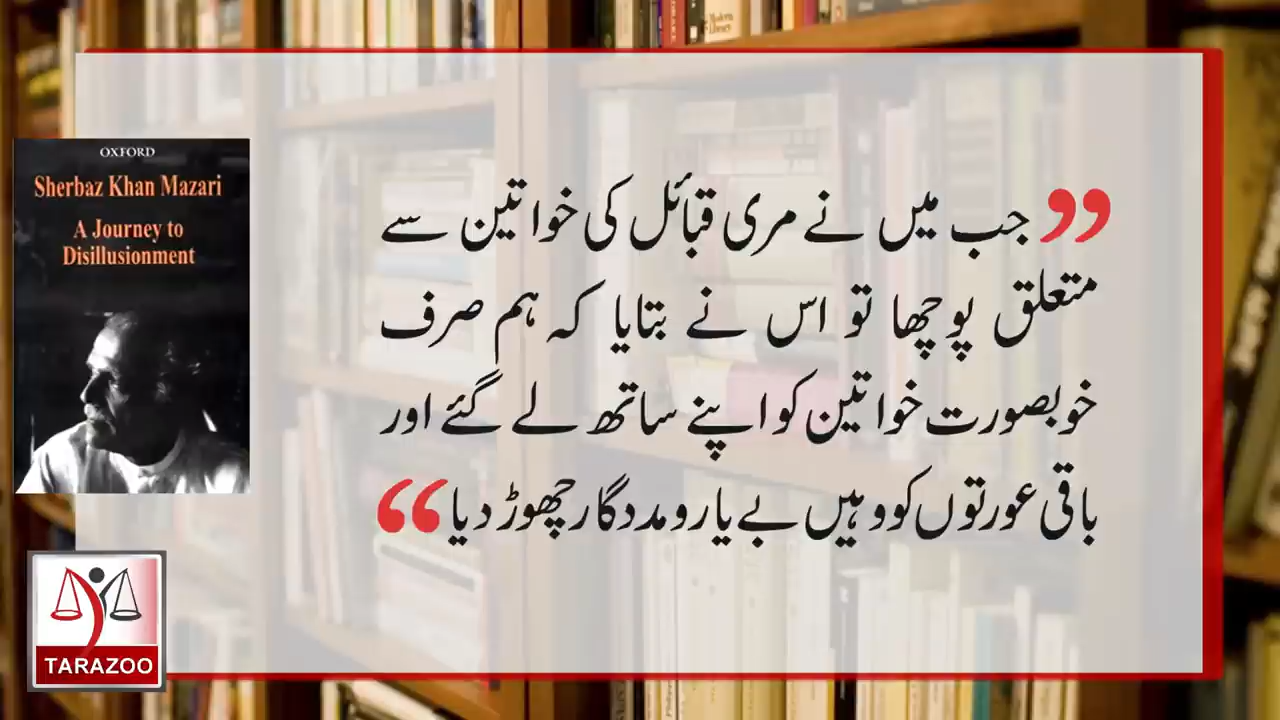 OXFORD
Sherbaz Khan Mazari
A Journey to
Disillusionment
”جب میں نے مری قبائل کی خواتین سے
متعلق پوچھا تو اس نے بتایا کہ ہم صرف
خوبصورت خواتین کو اپنے ساتھ لے گئے اور
باقی عورتوں کو وہیں بے یار و مددگار چھوڑ دیا“
TARAZOO